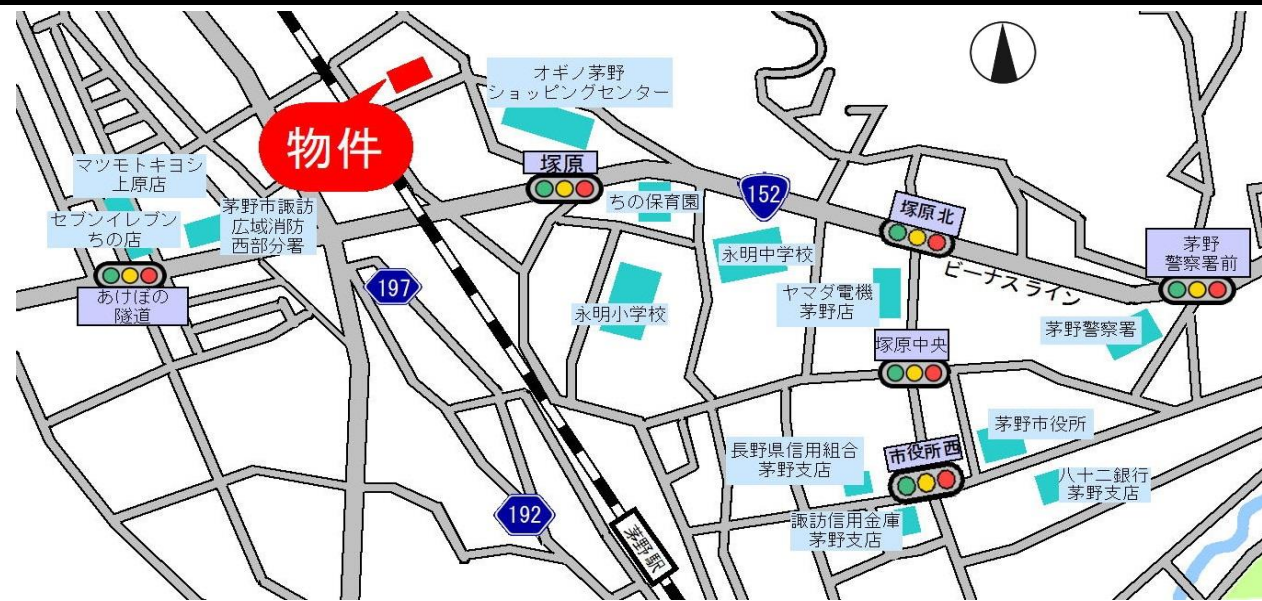 オギノ茅野
ショッピングセンター
物件
塚原
マツモトキヨシ
上原店
セブンイレブン
ちの店
茅野市諏訪
広域消防
西部分署
ちの保育園
152
塚原北
茅野
警察署前
あけぼの
隧道
197
永明中学校
ビーナスライン
ヤマダ電機
茅野店
永明小学校
茅野警察署
塚原中央
茅野市役所
長野県信用組合
茅野支店
市役所西
八十二銀行
茅野支店
192
諏訪信用金庫
茅野支店
茅野駅